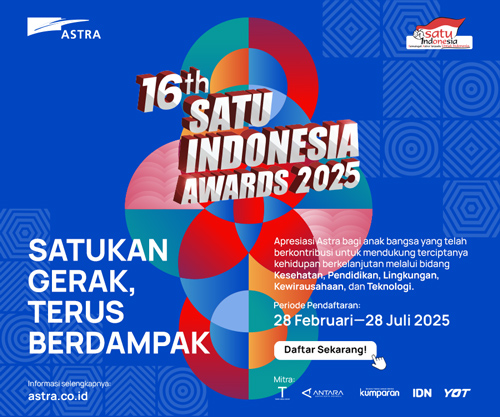 ASTRA
satu
Indonesia
16th
SATU
INDONESIA
AWARDS 2025
SATUKAN
GERAK,
TERUS
BERDAMPAK
Apresiasi Astra bagi anak bangsa yang telah
berkontribusi untuk mendukung terciptanya
kehidupan berkelanjutan melalui bidang
Kesehatan, Pendidikan, Lingkungan,
Kewirausahaan, dan Teknologi.
Periode Pendaftaran:
28 Februari—28 Juli 2025
Daftar Sekarang!
Informasi selengkapnya:
astra.co.id
Mitra:
T
ANTARA
kumparan
IDN
YOT